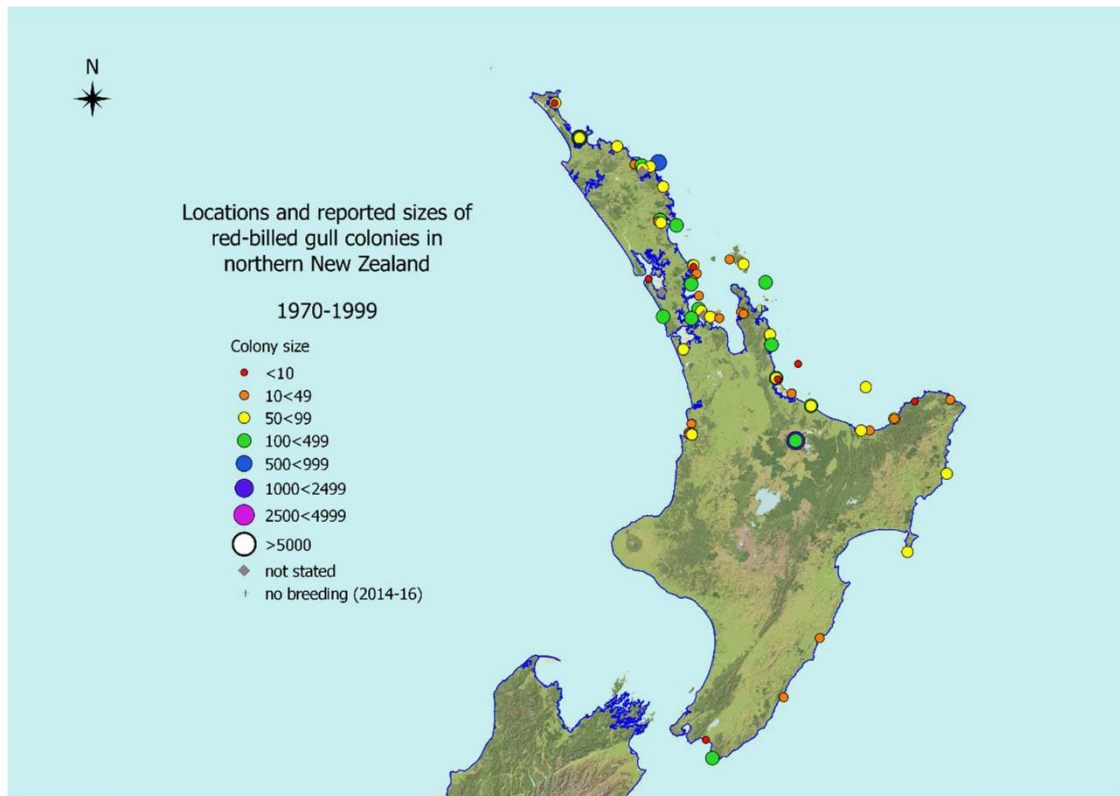 N
Locations and reported sizes of
red-billed gull colonies in
northern New Zealand
1970-1999
Colony size
<10
10<49
50<99
100<499
500<999
1000<2499
2500<4999
>5000
not stated
no breeding (2014-16)